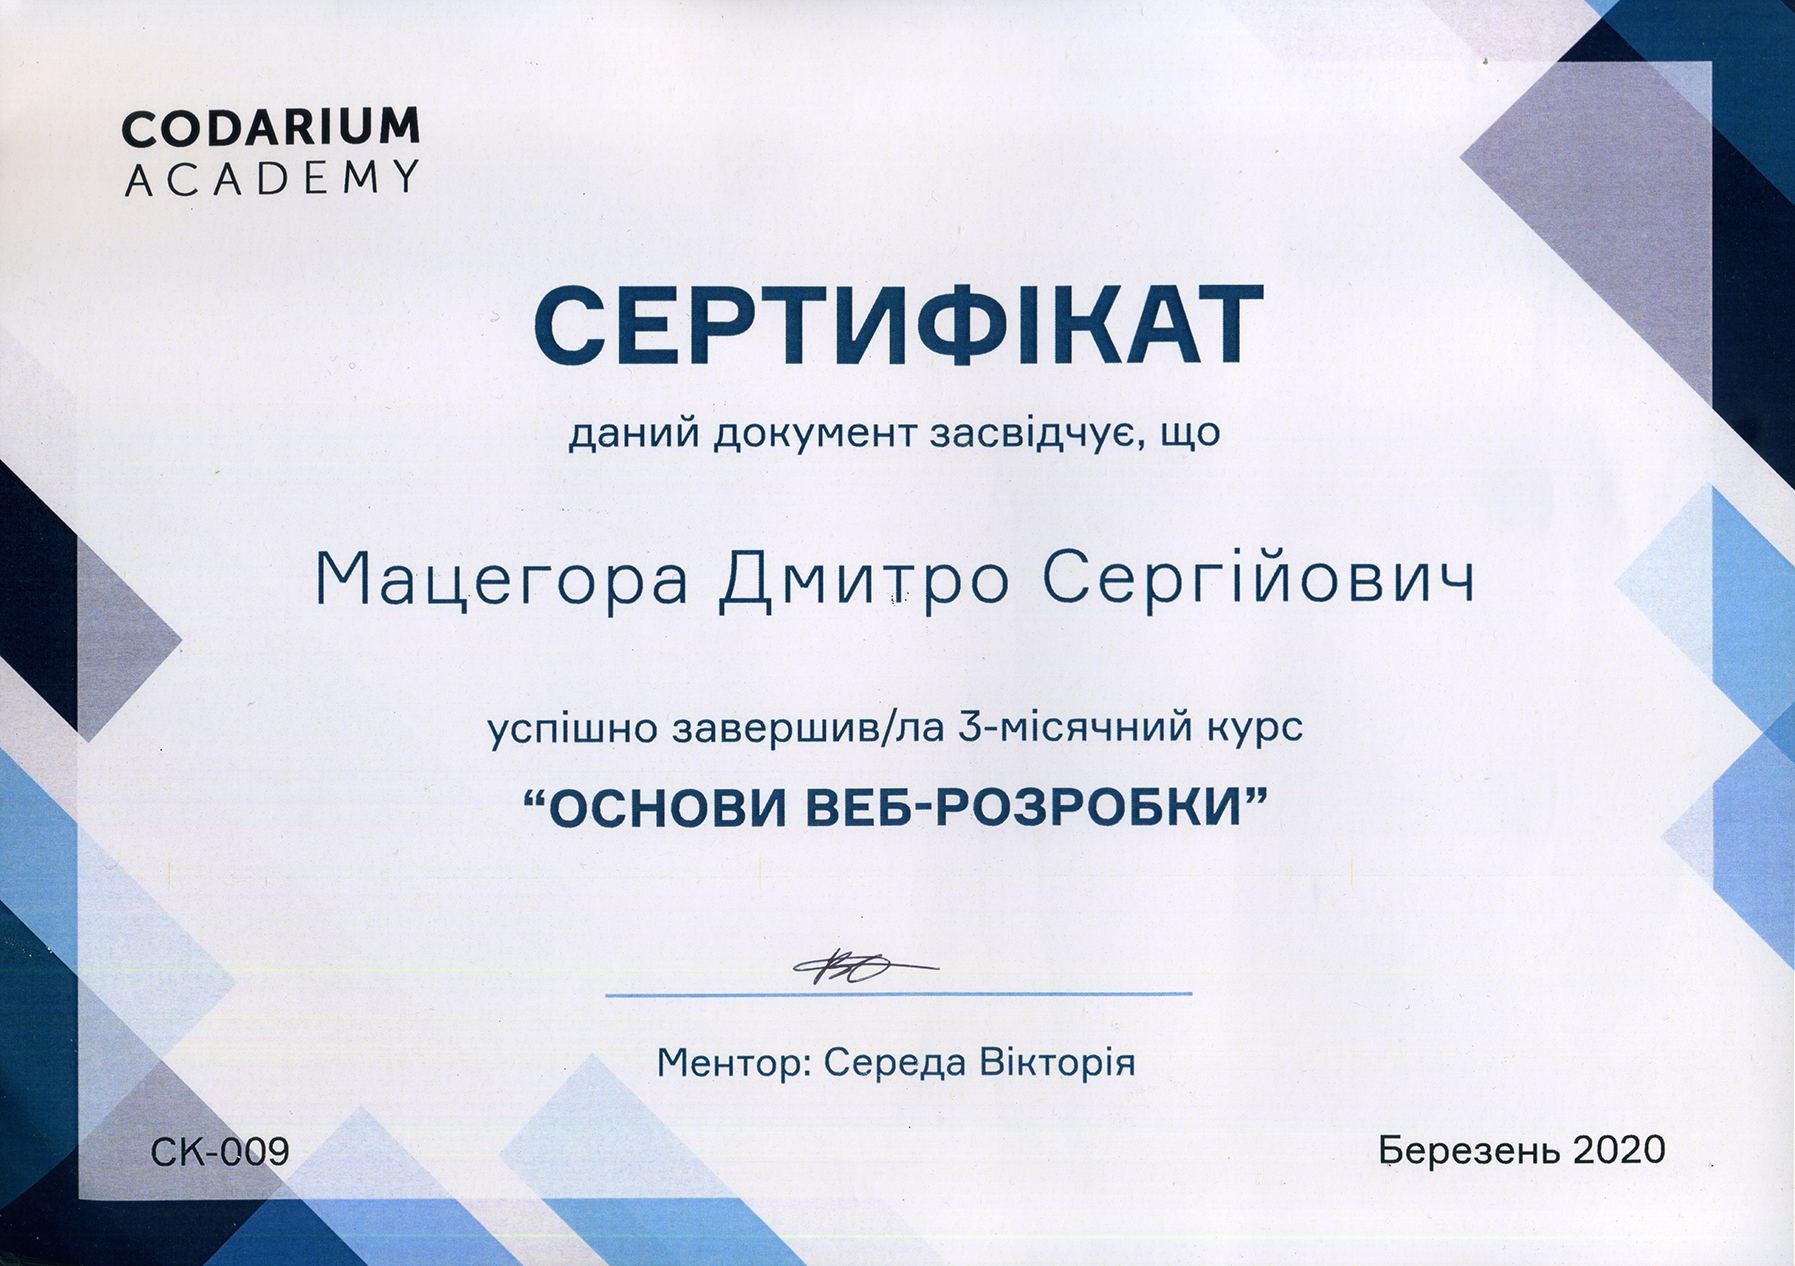 CODARIUM
ACADEMY
СЕРТИФІКАТ
даний документ засвідчує, що
Мацегора Дмитро Сергійович
успішно завершив/ла 3-місячний курс
“ОСНОВИ ВЕБ-РОЗРОБКИ”
Ментор: Середа Вікторія
СК-009
Березень 2020